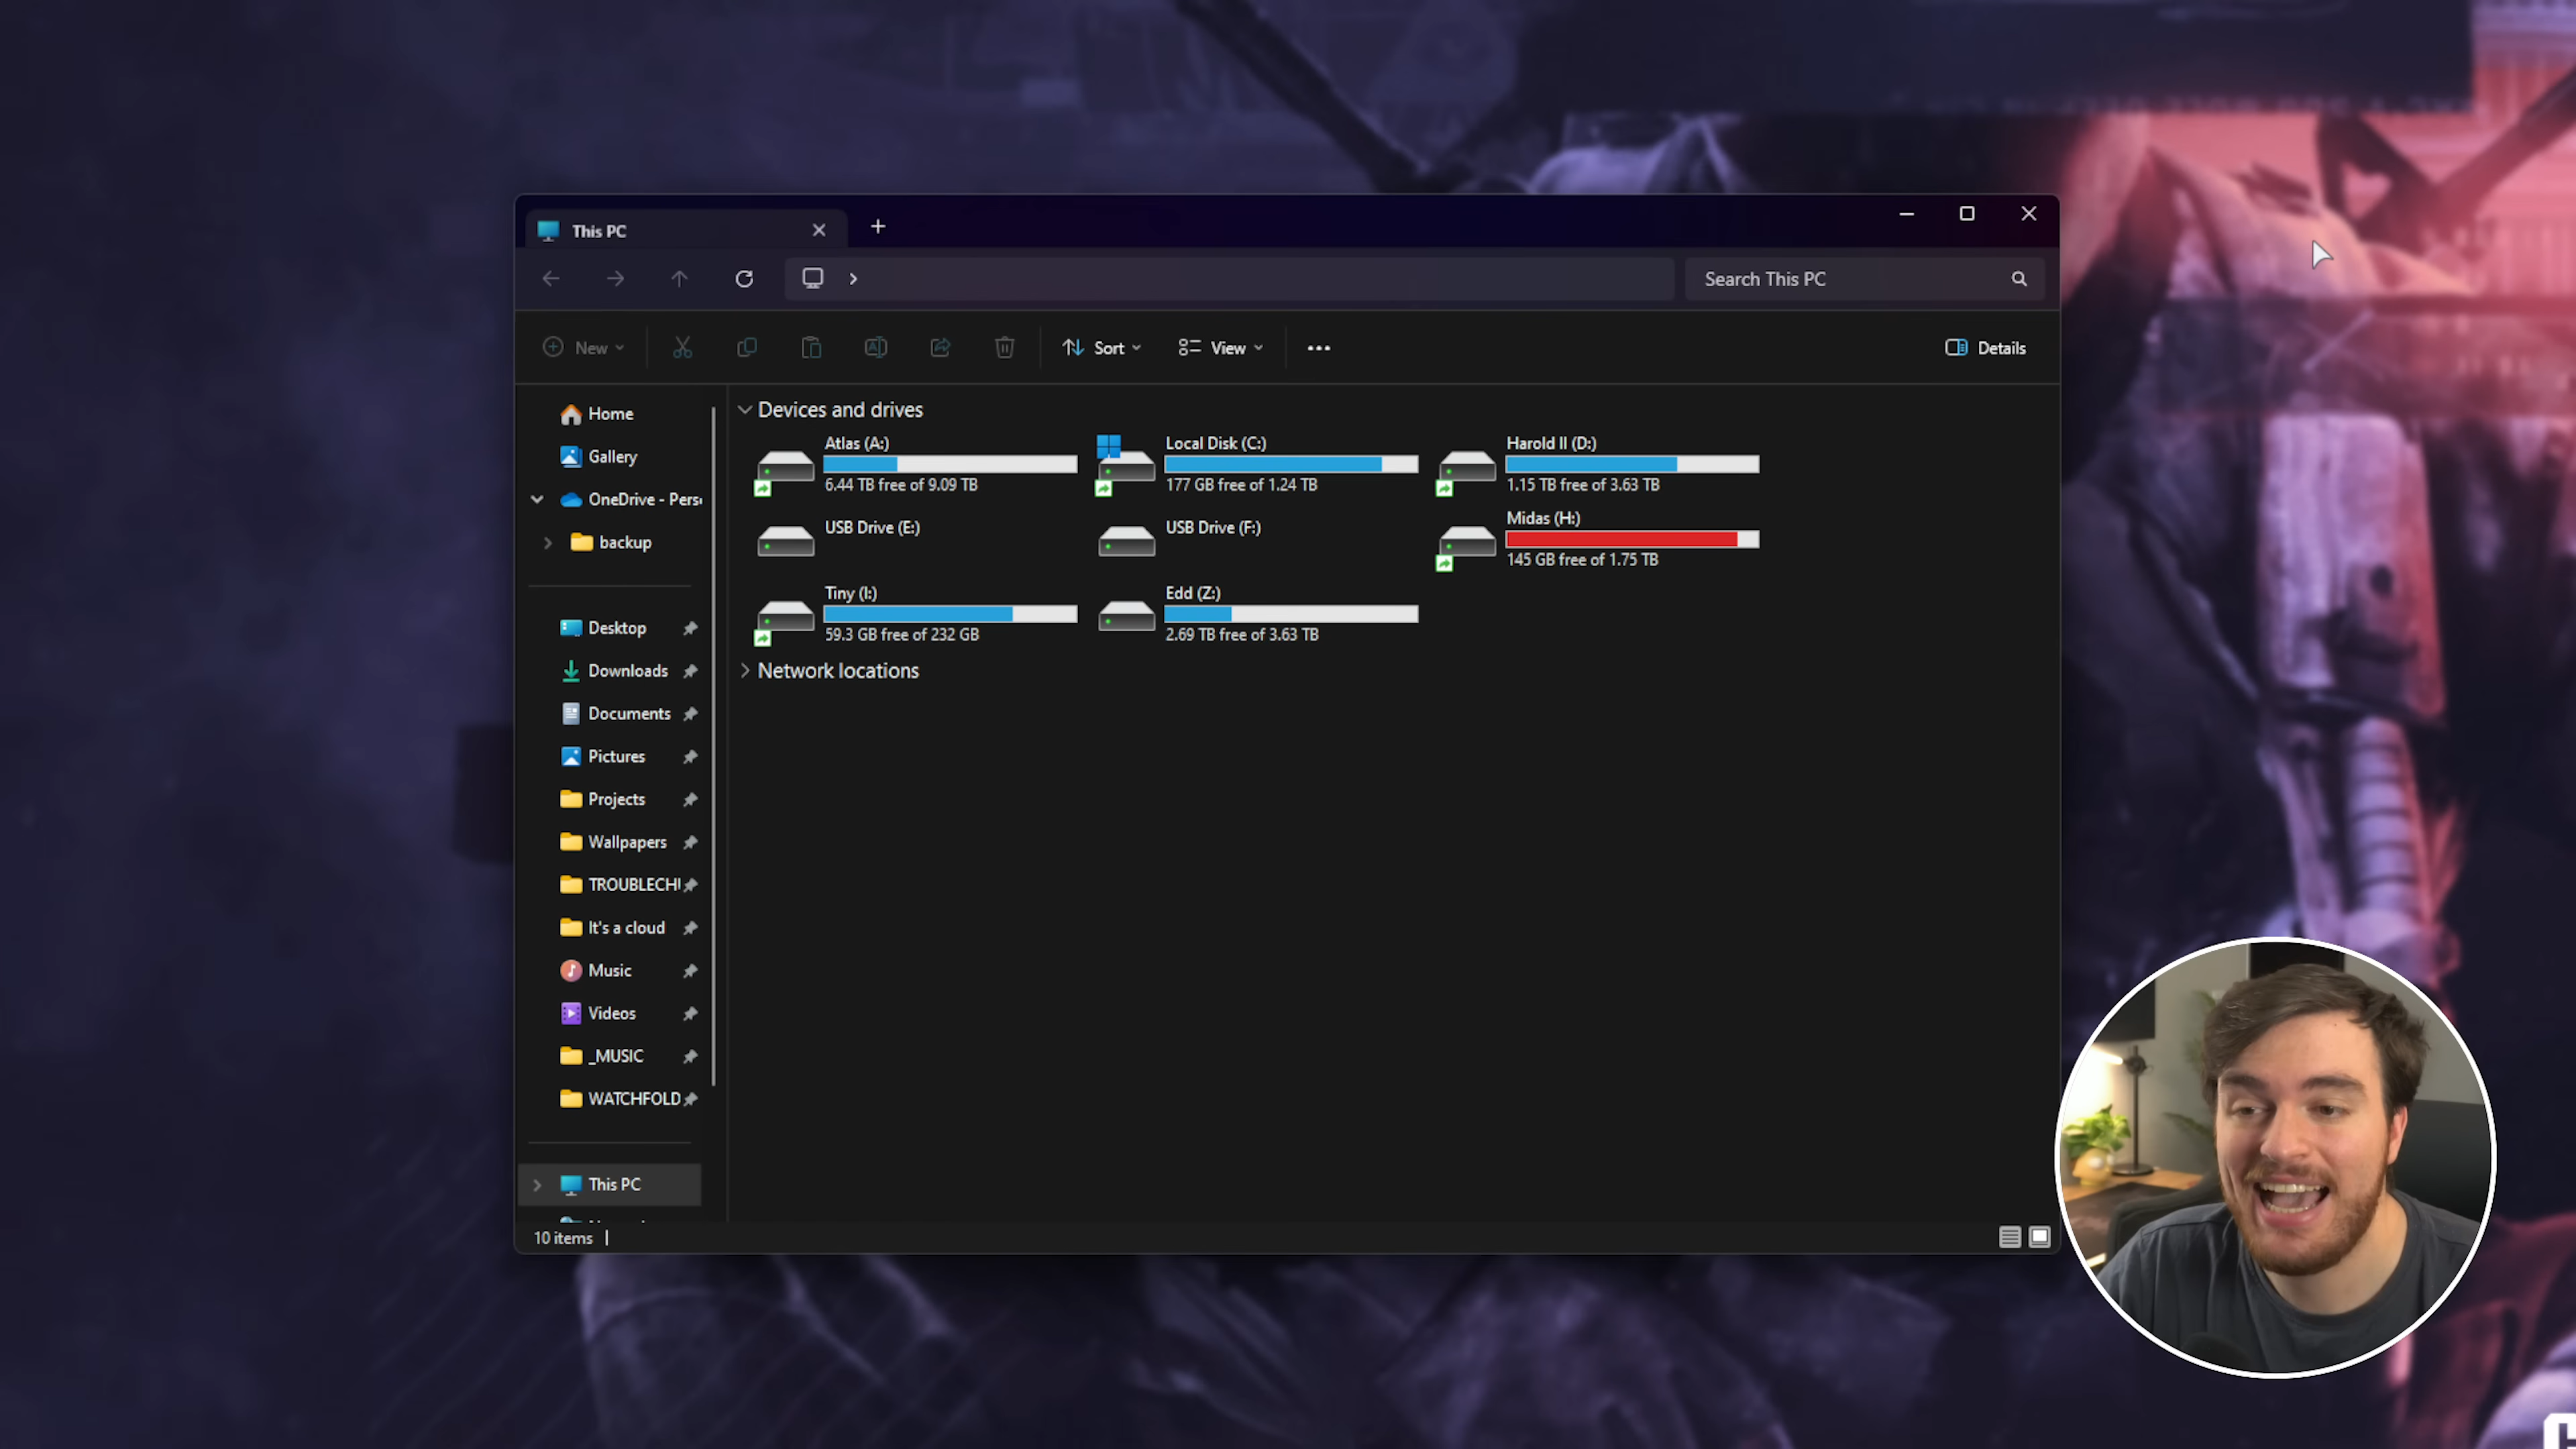 This PC
Search This PC
New
Sort
View
Details
Home
Gallery
OneDrive - Pers
backup
Desktop
Downloads
Documents
Pictures
Projects
Wallpapers
TROUBLECH
It's a cloud
Music
Videos
_MUSIC
WATCHFOLD
This PC
Devices and drives
Atlas (A:)
6.44 TB free of 9.09 TB
Local Disk (C:)
177 GB free of 1.24 TB
Harold II (D:)
1.15 TB free of 3.63 TB
USB Drive (E:)
USB Drive (F:)
Midas (H:)
145 GB free of 1.75 TB
Tiny (I:)
59.3 GB free of 232 GB
Edd (Z:)
2.69 TB free of 3.63 TB
Network locations
10 items